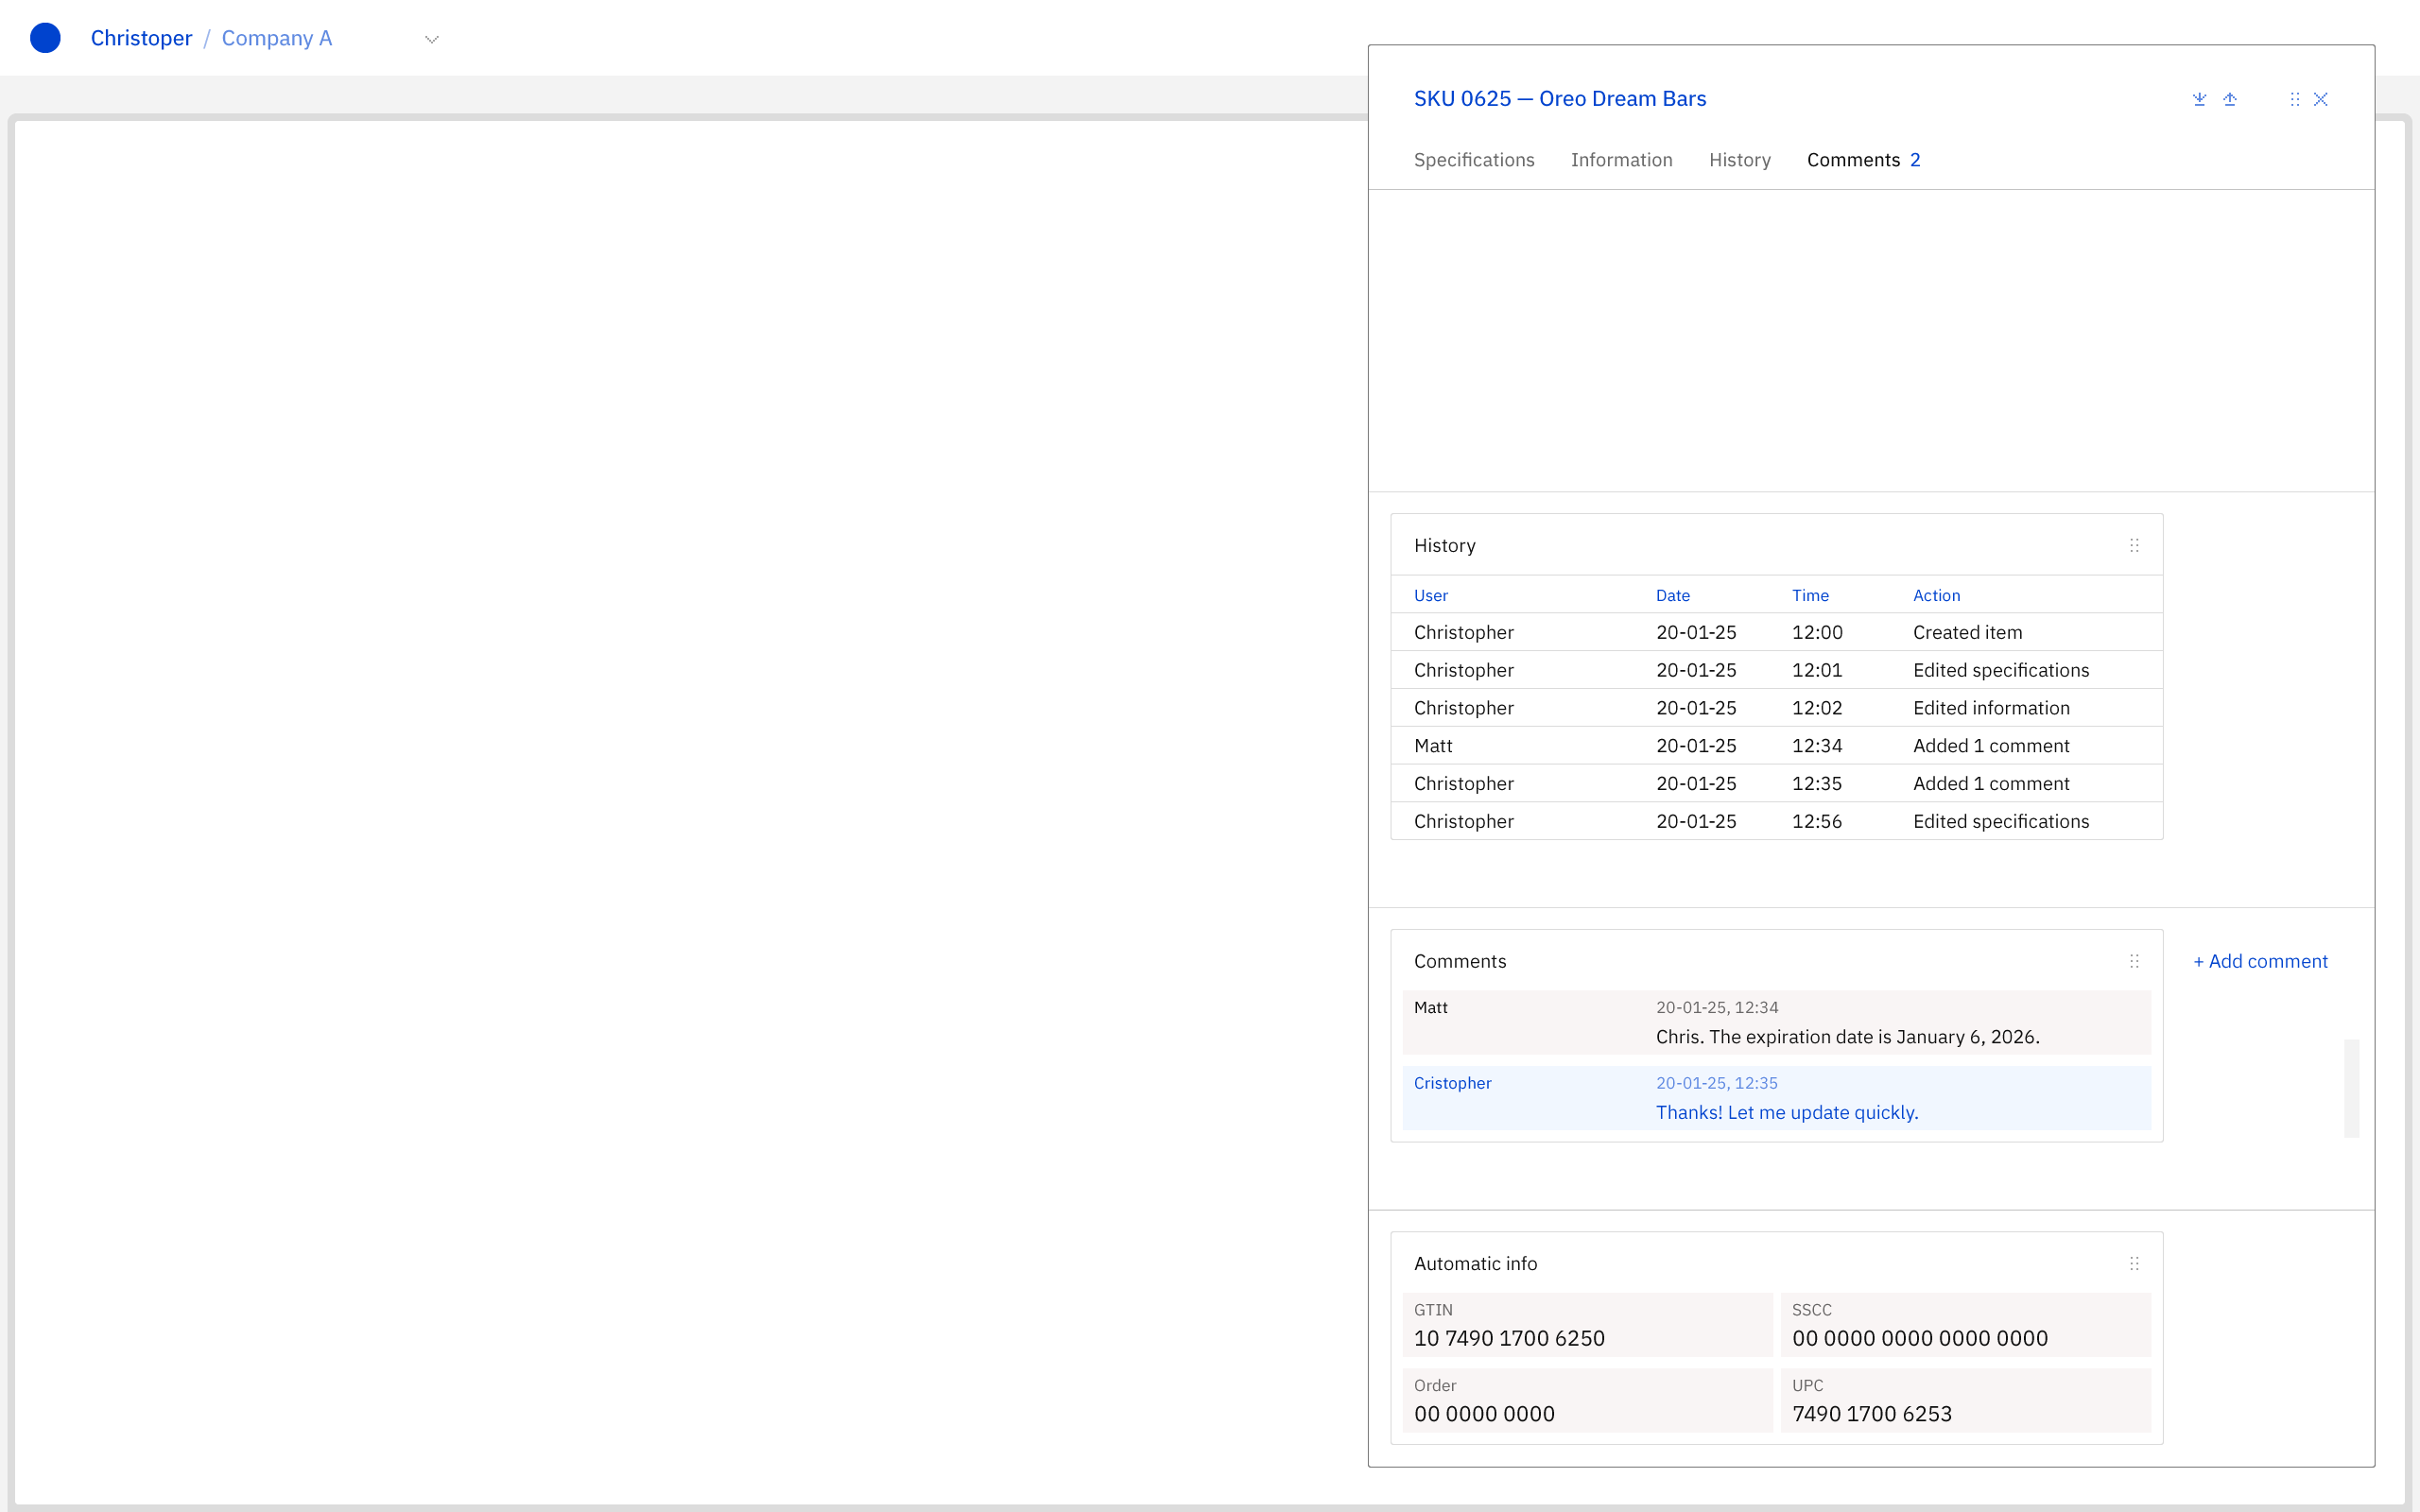 Christoper / Company A
SKU 0625 — Oreo Dream Bars
Specifications Information History Comments 2
History
User Date Time Action
Christopher 20-01-25 12:00 Created item
Christopher 20-01-25 12:01 Edited specifications
Christopher 20-01-25 12:02 Edited information
Matt 20-01-25 12:34 Added 1 comment
Christopher 20-01-25 12:35 Added 1 comment
Christopher 20-01-25 12:56 Edited specifications
Comments
+ Add comment
Matt 20-01-25, 12:34
Chris. The expiration date is January 6, 2026.
Cristopher 20-01-25, 12:35
Thanks! Let me update quickly.
Automatic info
GTIN SSCC
10 7490 1700 6250 00 0000 0000 0000 0000
Order UPC
00 0000 0000 7490 1700 6253